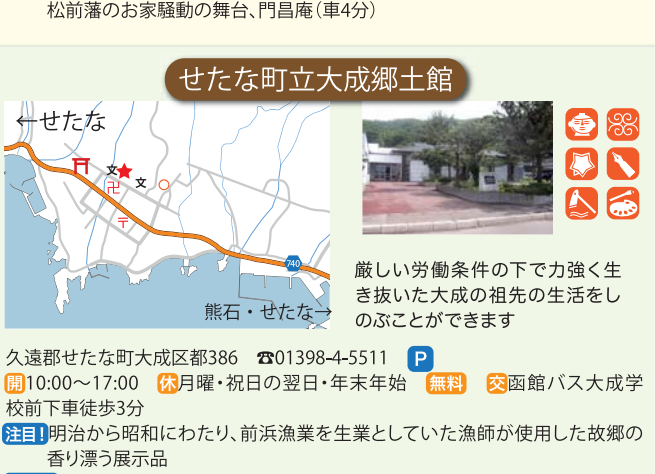 松前藩のお家騒動の舞台、門昌庵（車4分）
せたな町立大成郷土館
←せたな
文
文
740
熊石・せたな→
厳しい労働条件の下で力強く生
き抜いた大成の祖先の生活をし
のぶことができます
久遠郡せたな町大成区都386　☎01398-4-5511　P
開10:00～17:00　休月曜・祝日の翌日・年末年始　無料　交函館バス大成学
校前下車徒歩3分
注目!明治から昭和にわたり、前浜漁業を生業としていた漁師が使用した故郷の
香り漂う展示品